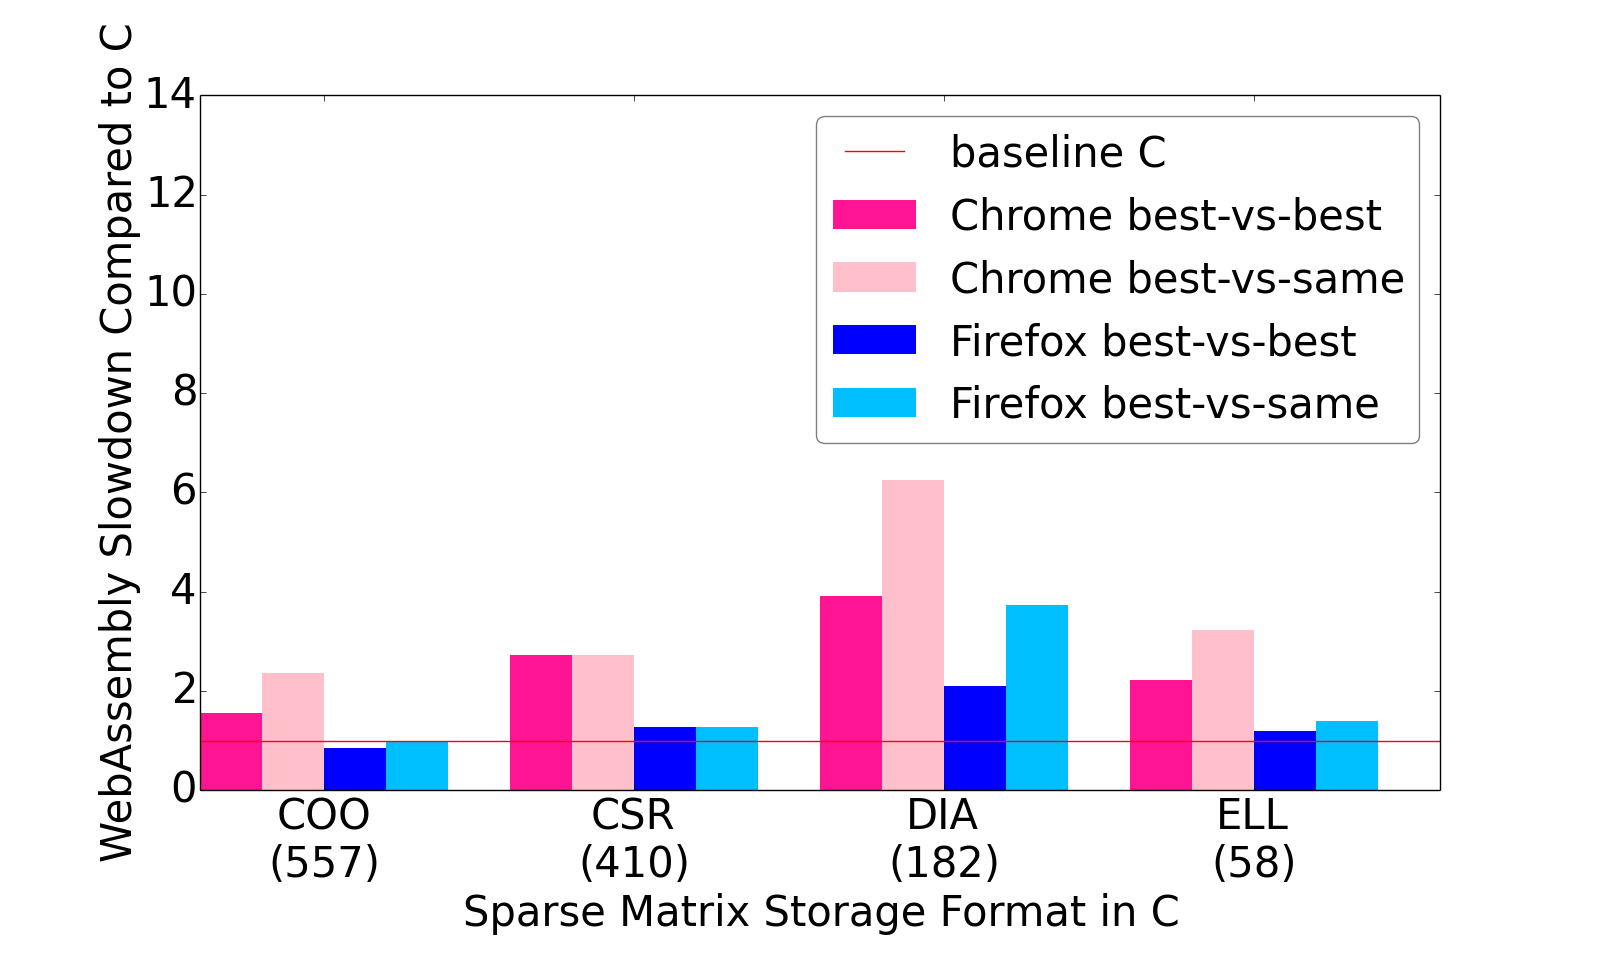 WebAssembly Slowdown Compared to C
14
12
10
8
6
4
2
0
baseline C
Chrome best-vs-best
Chrome best-vs-same
Firefox best-vs-best
Firefox best-vs-same
COO CSR DIA ELL
(557) (410) (182) (58)
Sparse Matrix Storage Format in C